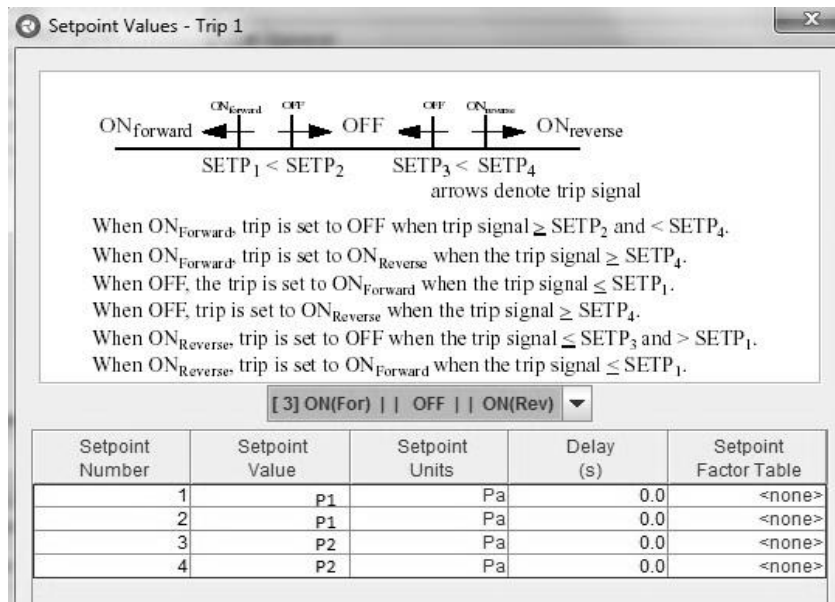 Setpoint Values - Trip 1
ONforward OFF OFF ONreverse
ONforward OFF ONreverse
SETP1 < SETP2 SETP3 < SETP4
arrows denote trip signal
When ONForward, trip is set to OFF when trip signal ≥ SETP2 and < SETP4.
When ONForward, trip is set to ONReverse when the trip signal ≥ SETP4.
When OFF, the trip is set to ONForward when the trip signal ≤ SETP1.
When OFF, trip is set to ONReverse when the trip signal ≥ SETP4.
When ONReverse, trip is set to OFF when the trip signal ≤ SETP3 and > SETP1.
When ONReverse, trip is set to ONForward when the trip signal ≤ SETP1.
[ 3] ON(For) | | OFF | | ON(Rev)
Setpoint Setpoint Setpoint Delay Setpoint
Number Value Units (s) Factor Table
1 P1 Pa 0.0 <none>
2 P1 Pa 0.0 <none>
3 P2 Pa 0.0 <none>
4 P2 Pa 0.0 <none>